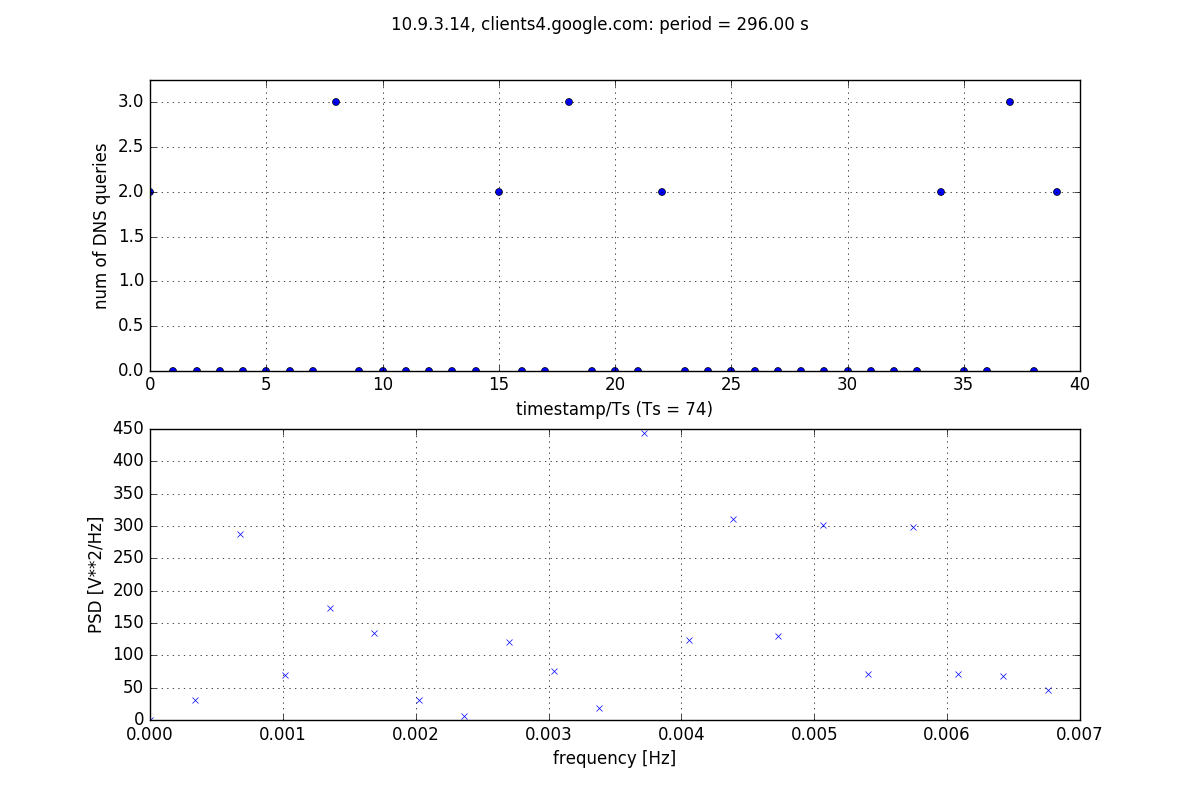 10.9.3.14, clients4.google.com: period = 296.00 s
3.0
2.5
2.0
1.5
1.0
0.5
0.0
num of DNS queries
0 5 10 15 20 25 30 35 40
timestamp/Ts (Ts = 74)
450
400
350
300
250
200
150
100
50
0
PSD [V**2/Hz]
0.000 0.001 0.002 0.003 0.004 0.005 0.006 0.007
frequency [Hz]